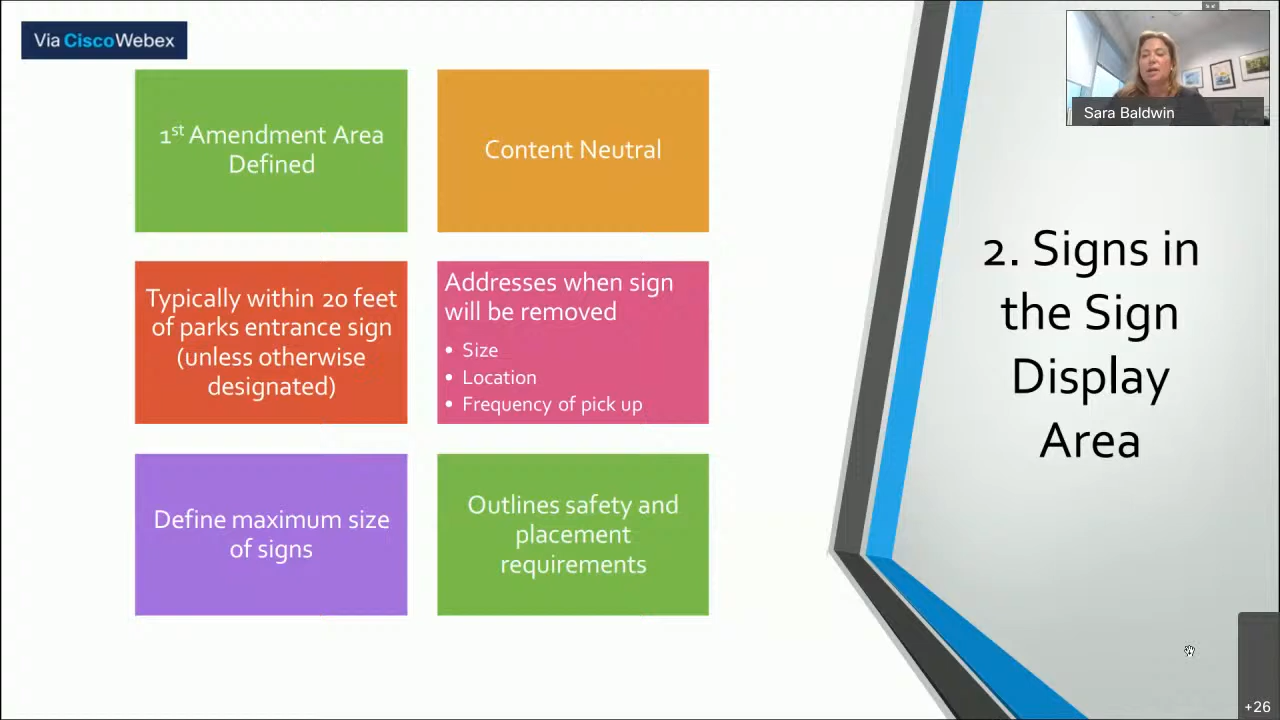 Via Cisco Webex
1st Amendment Area
Defined
Content Neutral
Typically within 20 feet
of parks entrance sign
(unless otherwise
designated)
Addresses when sign
will be removed
• Size
• Location
• Frequency of pick up
Define maximum size
of signs
Outlines safety and
placement
requirements
Sara Baldwin
2. Signs in
the Sign
Display
Area
+26